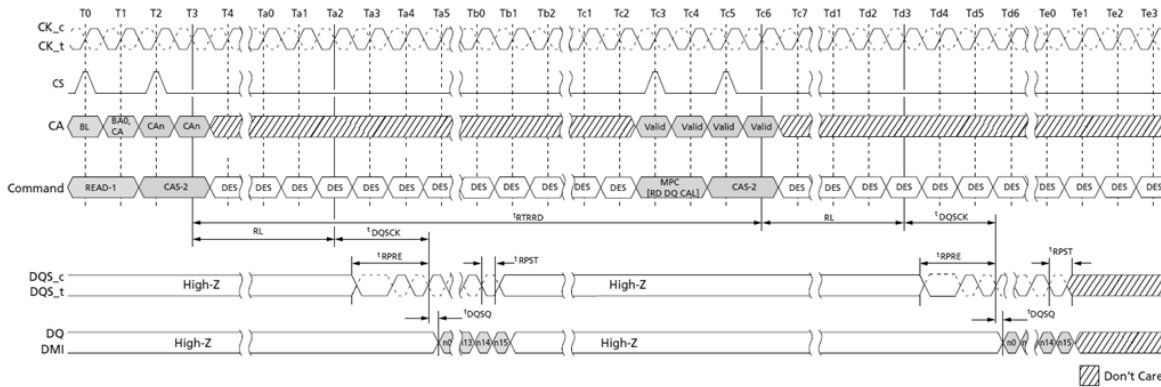 T0 T1 T2 T3 T4 Ta0 Ta1 Ta2 Ta3 Ta4 Ta5 Tb0 Tb1 Tb2 Tc0 Tc1 Tc2 Tc3 Tc4 Tc5 Tc6 Tc7 Td1 Td2 Td3 Td4 Td5 Td6 Te0 Te1 Te2 Te3
CK_c
CK_t
CS
CA BL BA0, CA CAn CAn Valid Valid Valid Valid
Command READ-1 CAS-2 DES DES DES DES DES DES DES DES DES DES DES DES DES MPC [RD DQ CAL] CAS-2 DES DES DES DES DES DES DES DES DES DES DES
tRTRRD
RL tDQSCK RL tDQSCK
tRPRE tRPST tRPRE tRPST
DQS_c
DQS_t
High-Z High-Z
tDQSQ tDQSQ
DQ
DMI
High-Z n0 n13 n14 n15 High-Z n0 n14 n15
Don't Care